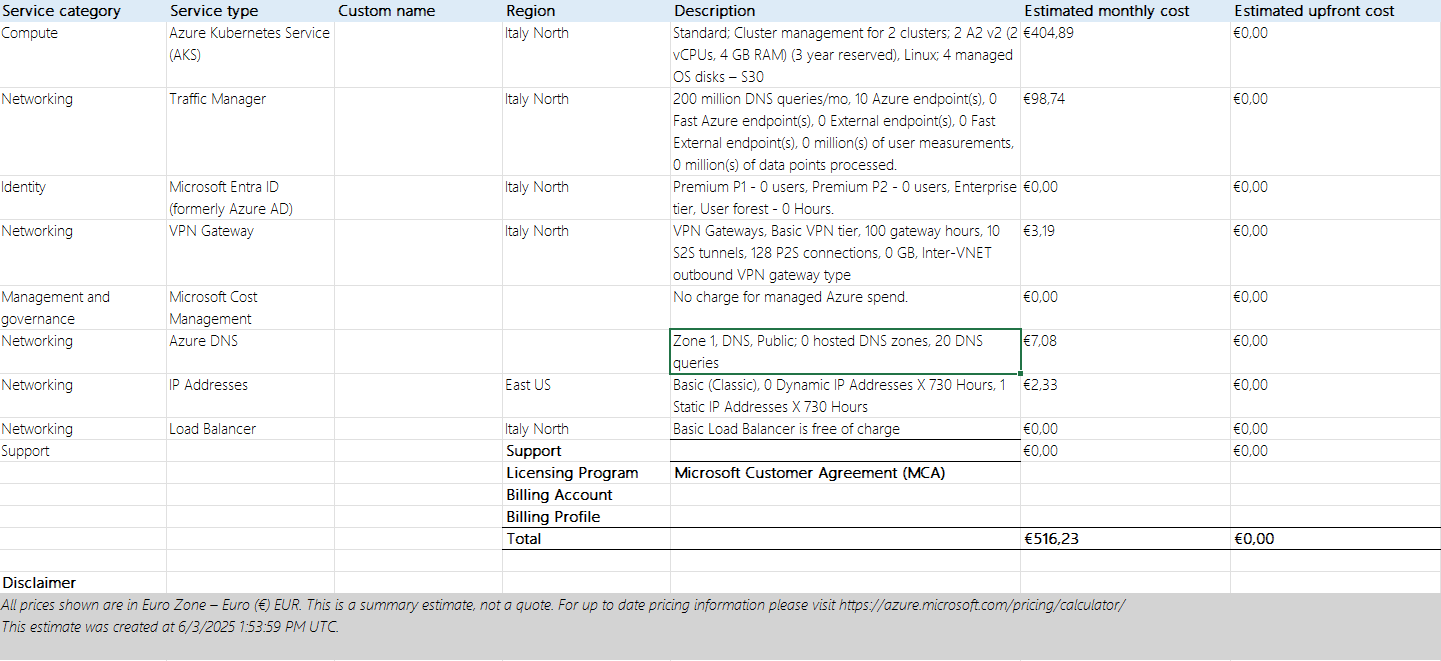 Service category Service type Custom name Region Description Estimated monthly cost Estimated upfront cost
Compute Azure Kubernetes Service Italy North Standard; Cluster management for 2 clusters; 2 A2 v2 (2 €404,89 €0,00
(AKS) vCPUs, 4 GB RAM) (3 year reserved), Linux; 4 managed
OS disks – S30
Networking Traffic Manager Italy North 200 million DNS queries/mo, 10 Azure endpoint(s), 0 €98,74 €0,00
Fast Azure endpoint(s), 0 External endpoint(s), 0 Fast
External endpoint(s), 0 million(s) of user measurements,
0 million(s) of data points processed.
Identity Microsoft Entra ID Italy North Premium P1 - 0 users, Premium P2 - 0 users, Enterprise €0,00 €0,00
(formerly Azure AD) tier, User forest - 0 Hours.
Networking VPN Gateway Italy North VPN Gateways, Basic VPN tier, 100 gateway hours, 10 €3,19 €0,00
S2S tunnels, 128 P2S connections, 0 GB, Inter-VNET
outbound VPN gateway type
Management and Microsoft Cost No charge for managed Azure spend. €0,00 €0,00
governance Management
Networking Azure DNS Zone 1, DNS, Public; 0 hosted DNS zones, 20 DNS €7,08 €0,00
queries
Networking IP Addresses East US Basic (Classic), 0 Dynamic IP Addresses X 730 Hours, 1 €2,33 €0,00
Static IP Addresses X 730 Hours
Networking Load Balancer Italy North Basic Load Balancer is free of charge €0,00 €0,00
Support Support €0,00 €0,00
Licensing Program Microsoft Customer Agreement (MCA)
Billing Account
Billing Profile
Total €516,23 €0,00
Disclaimer
All prices shown are in Euro Zone – Euro (€) EUR. This is a summary estimate, not a quote. For up to date pricing information please visit https://azure.microsoft.com/pricing/calculator/
This estimate was created at 6/3/2025 1:53:59 PM UTC.